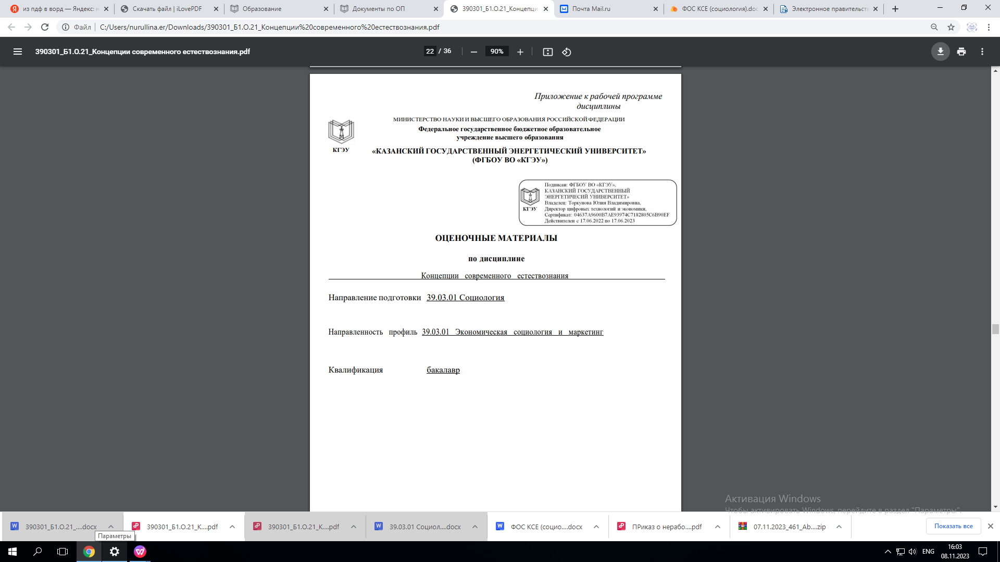 из пдф в ворд — Яндекс: н
Скачать файл | iLovePDF
Образование
Документы по ОП
390301_Б1.О.21_Концепци
Почта Mail.ru
ФОС КСЕ (социология).doc
Электронное правительств
Файл
C:/Users/nurullina.er/Downloads/390301_Б1.О.21_Концепции%20современного%20естествознания.pdf
390301_Б1.О.21_Концепции современного естествознания.pdf
22 / 36
90%
Приложение к рабочей программе
дисциплины
МИНИСТЕРСТВО НАУКИ И ВЫСШЕГО ОБРАЗОВАНИЯ РОССИЙСКОЙ ФЕДЕРАЦИИ
Федеральное государственное бюджетное образовательное
учреждение высшего образования
КГЭУ
«КАЗАНСКИЙ ГОСУДАРСТВЕННЫЙ ЭНЕРГЕТИЧЕСКИЙ УНИВЕРСИТЕТ»
(ФГБОУ ВО «КГЭУ»)
Подписан: ФГБОУ ВО «КГЭУ»,
КАЗАНСКИЙ ГОСУДАРСТВЕННЫЙ
ЭНЕРГЕТИЧЕСИЙ УНИВЕРСИТЕТ»
Владелец: Торкунова Юлия Владимировна,
Директор цифровых технологий и экономики,
Сертификат: 04637A9600B7AE93974C7182805C6B90EF
Действителен с 17.06.2022 по 17.06.2023
КГЭУ
ОЦЕНОЧНЫЕ МАТЕРИАЛЫ
по дисциплине
Концепции современного естествознания
Направление подготовки 39.03.01 Социология
Направленность профиль 39.03.01 Экономическая социология и маркетинг
Квалификация бакалавр
Активация Windows
Чтобы активировать Windows, перейдите в раздел "Параметры".
390301_Б1.О.21_....docx
390301_Б1.О.21_К....pdf
390301_Б1.О.21_К....pdf
39.03.01 Социол....docx
ФОС КСЕ (социо....docx
ПРиказ о нерабо....pdf
07.11.2023_461_Ab....zip
Показать все
Параметры
ENG
16:03
08.11.2023